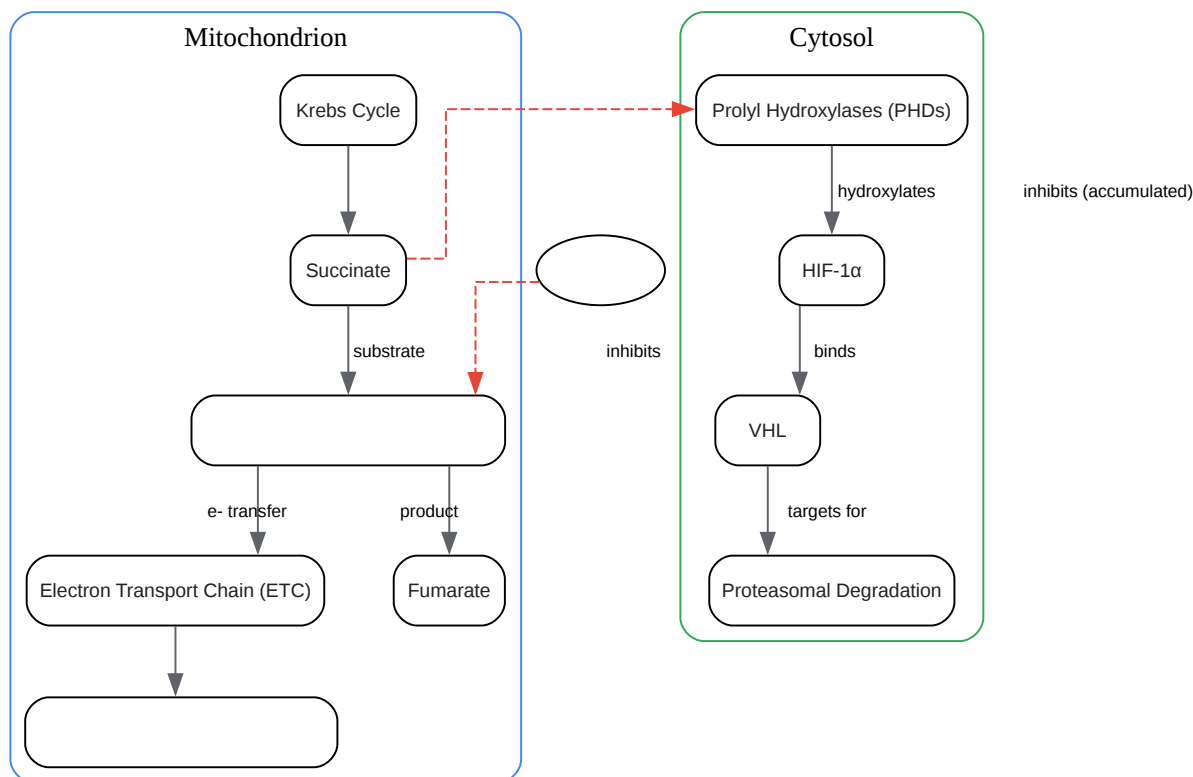 Mitochondrion
Cytosol
Krebs Cycle
Prolyl Hydroxylases (PHDs)
hydroxylates
inhibits (accumulated)
Succinate
HIF-1α
substrate
inhibits
binds
VHL
e- transfer
product
targets for
Electron Transport Chain (ETC)
Fumarate
Proteasomal Degradation